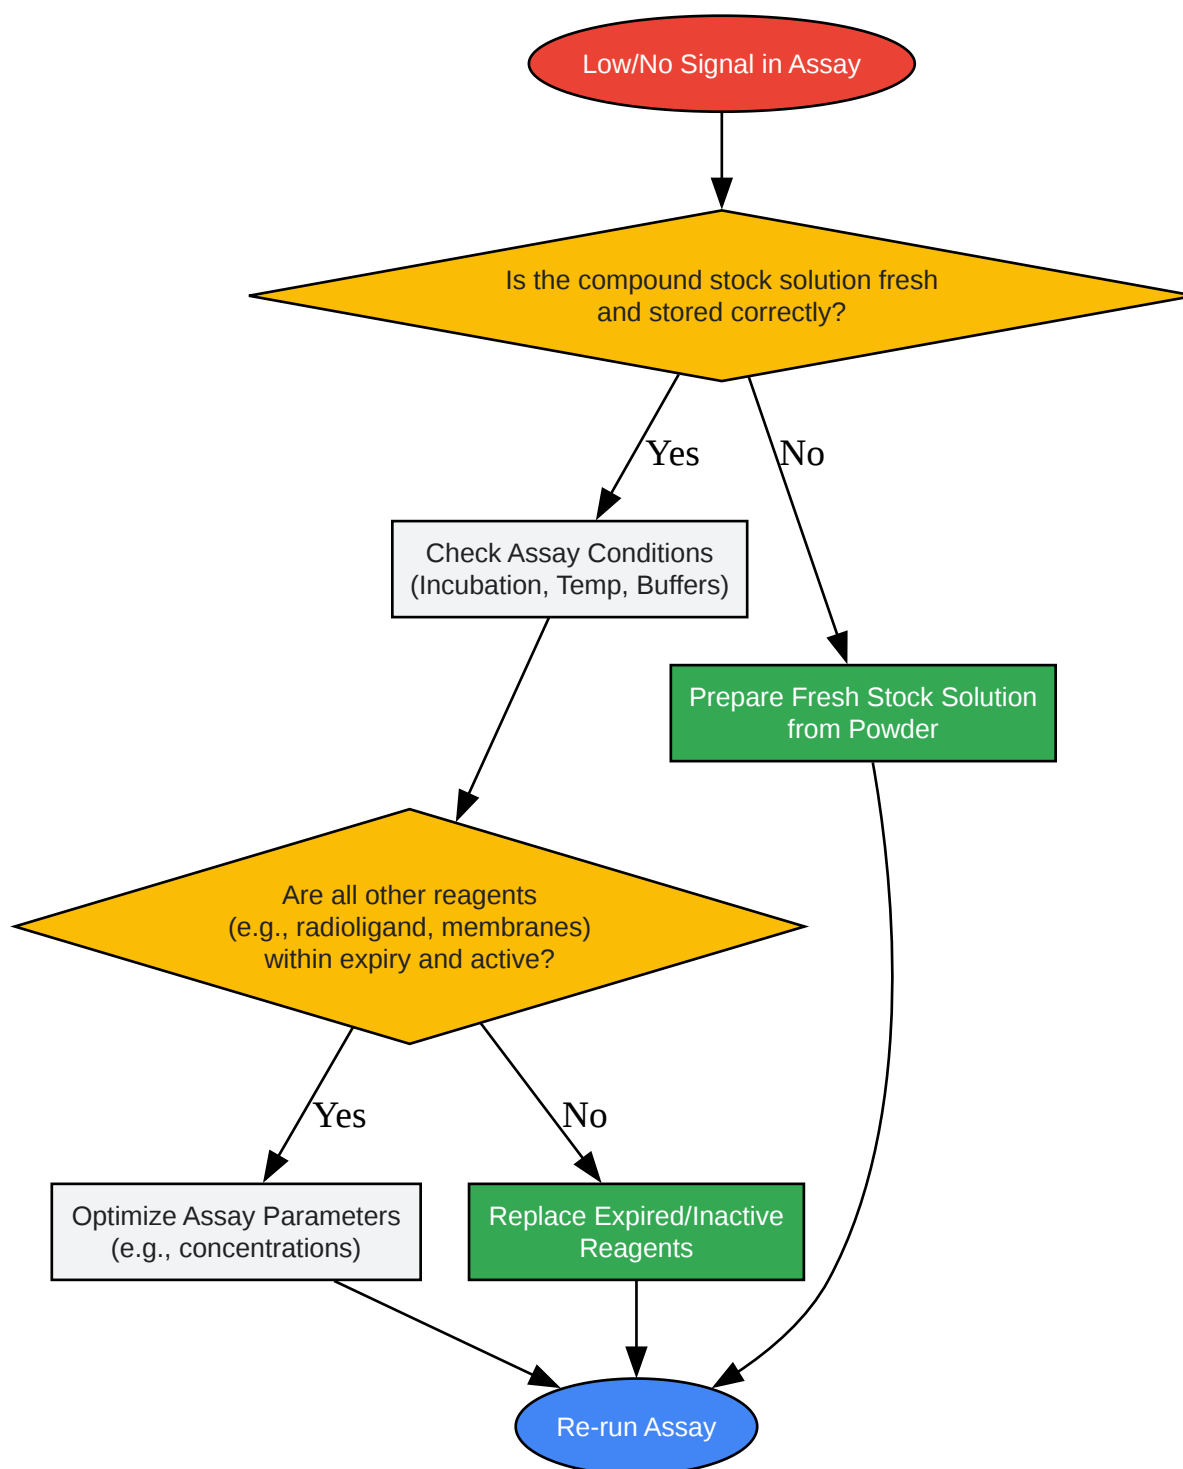 Low/No Signal in Assay
Is the compound stock solution fresh
and stored correctly?
Yes
No
Check Assay Conditions
(Incubation, Temp, Buffers)
Prepare Fresh Stock Solution
from Powder
Are all other reagents
(e.g., radioligand, membranes)
within expiry and active?
Yes
No
Optimize Assay Parameters
(e.g., concentrations)
Replace Expired/Inactive
Reagents
Re-run Assay